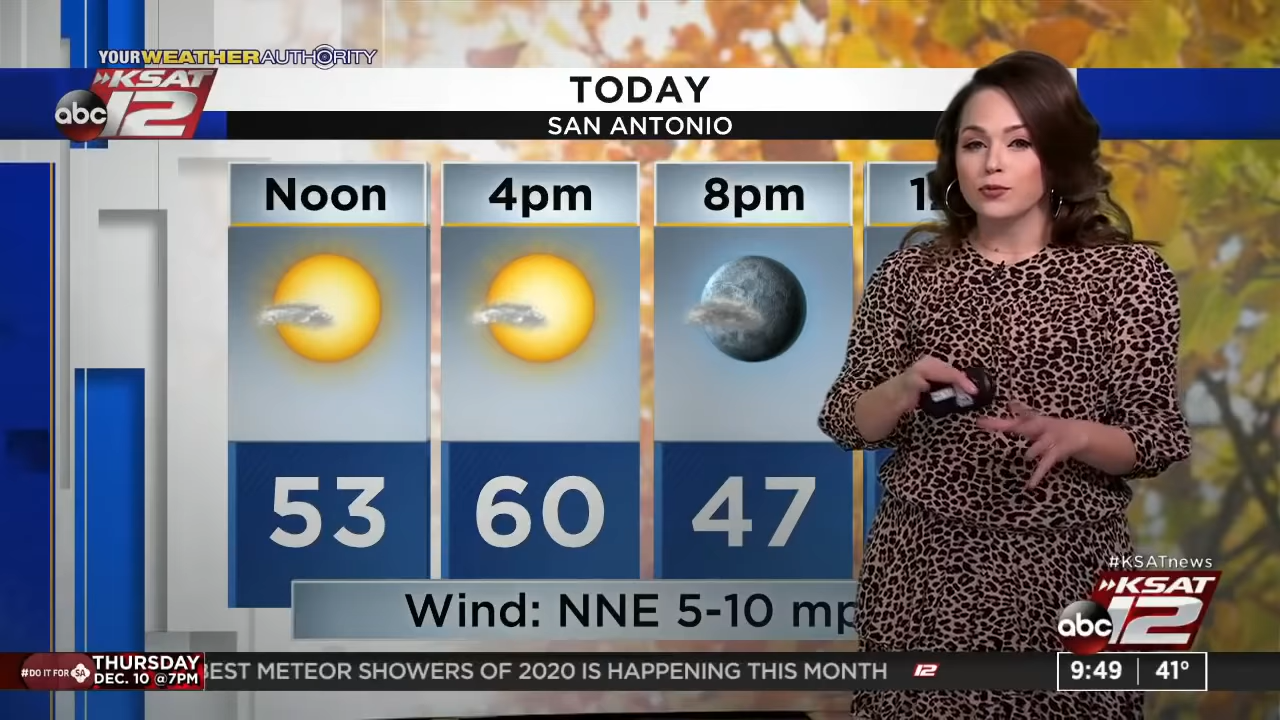 YOUR WEATHER AUTHORITY
KSAT
abc 12
TODAY
SAN ANTONIO
Noon
4pm
8pm
53
60
47
Wind: NNE 5-10 mp
#KSATnews
KSAT
abc 12
#DO IT FOR SA
THURSDAY
DEC. 10 @7PM
BEST METEOR SHOWERS OF 2020 IS HAPPENING THIS MONTH
12
9:49
41°